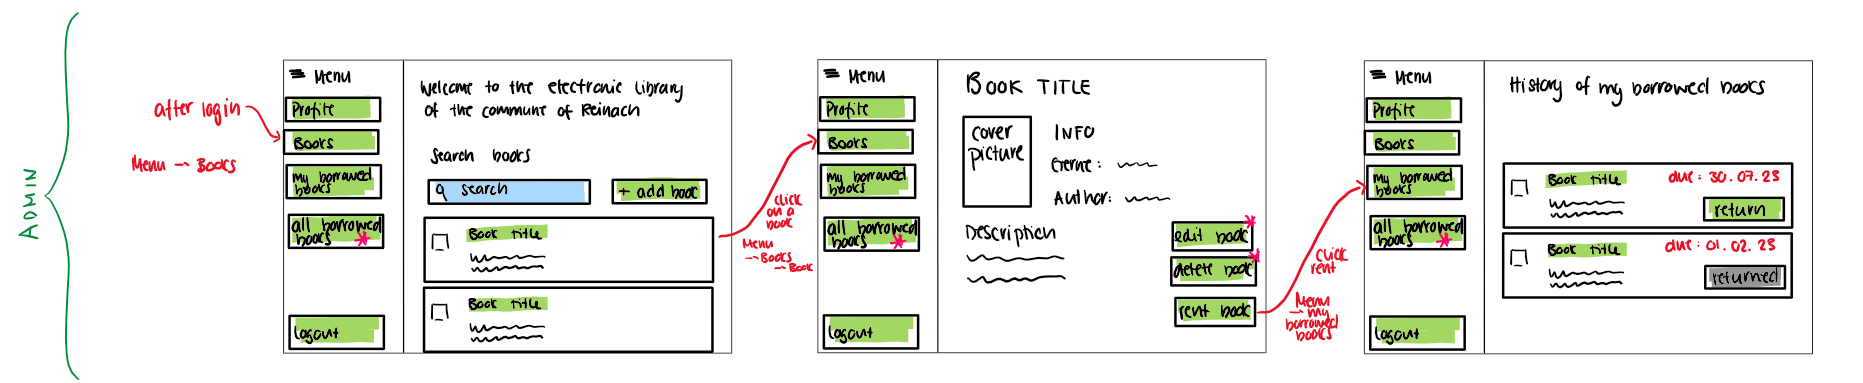 ADMIN
after login
Menu → Books
Menu
Profile
Books
my borrowed
books
all borrowed
books *
Logout
Welcome to the electronic Library
of the commune of Reinach
Search books
search
+ add book
Book Title
Book Title
click
on a
book
Menu
→ Books
→ Book
Menu
Profile
Books
my borrowed
books
all borrowed
books *
Logout
BOOK TITLE
cover
picture
INFO
Genre:
Author:
Description
edit book *
delete book *
rent book
click
rent
Menu
→ my
borrowed
books
Menu
Profile
Books
my borrowed
books
all borrowed
books *
Logout
History of my borrowed books
Book Title
due: 30.07.23
return
Book Title
due: 01.02.23
returned